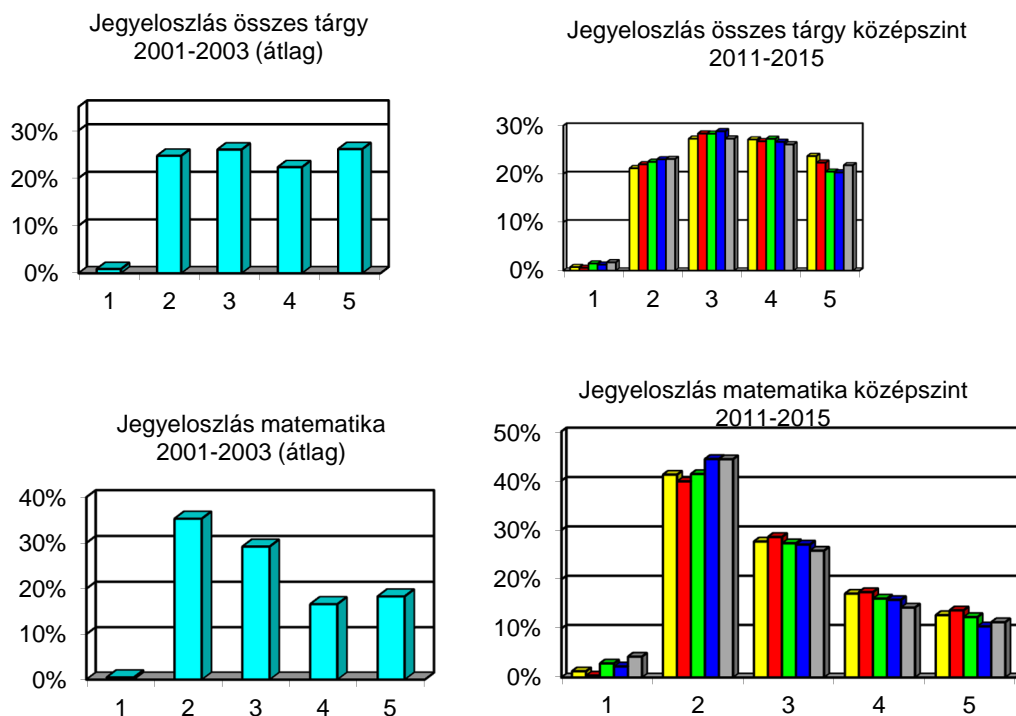 Jegyeloszlás összes tárgy
2001-2003 (átlag)
30%
20%
10%
0%
1 2 3 4 5
Jegyeloszlás összes tárgy középszint
2011-2015
30%
20%
10%
0%
1 2 3 4 5
Jegyeloszlás matematika
2001-2003 (átlag)
40%
30%
20%
10%
0%
1 2 3 4 5
Jegyeloszlás matematika középszint
2011-2015
50%
40%
30%
20%
10%
0%
1 2 3 4 5